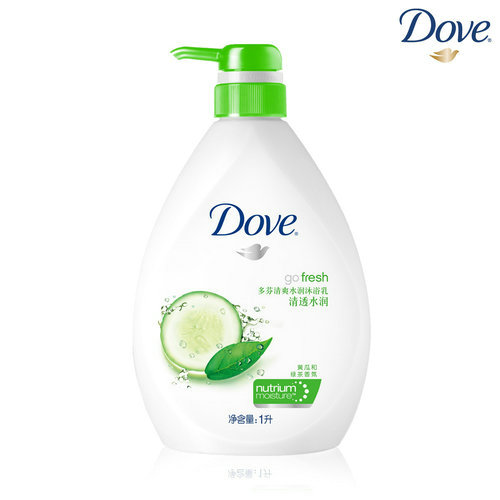 Dove
Dove
go fresh
多芬清爽水润沐浴乳
清透水润
黄瓜和
绿茶香氛
nutrium
moisture™
净含量:1升